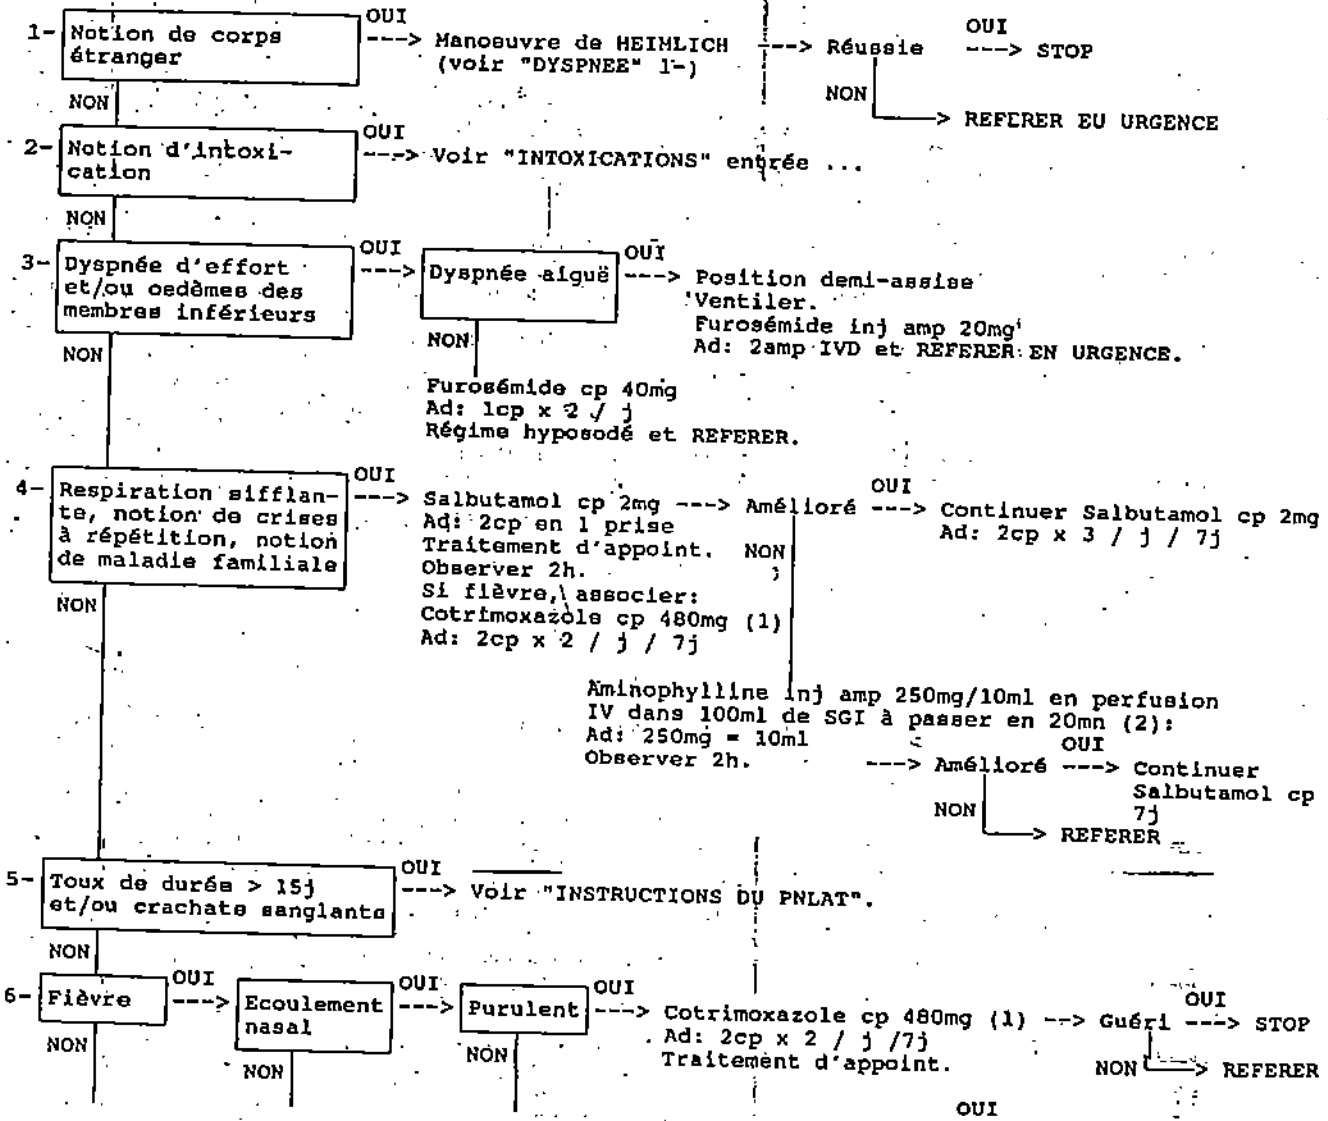 OUI OUI
1- Notion de corps ---> Manoeuvre de HEIMLICH ---> Réussie ---> STOP
étranger (voir "DYSPNEE" 1-)
NON NON
---> REFERER EU URGENCE
OUI
2- Notion d'intoxi- ---> Voir "INTOXICATIONS" entrée ...
cation
NON
OUI OUI
3- Dyspnée d'effort ---> Dyspnée aiguë ---> Position demi-assise
et/ou oedèmes des Ventiler.
membres inférieurs Furosémide inj amp 20mg
NON NON Ad: 2amp IVD et REFERER EN URGENCE.
Furosémide cp 40mg
Ad: 1cp x 2 / j
Régime hyposodé et REFERER.
OUI OUI
4- Respiration sifflan- ---> Salbutamol cp 2mg ---> Amélioré ---> Continuer Salbutamol cp 2mg
te, notion de crises Ad: 2cp en 1 prise Ad: 2cp x 3 / j / 7j
à répétition, notion Traitement d'appoint. NON
de maladie familiale Observer 2h.
NON Si fièvre, associer:
Cotrimoxazole cp 480mg (1)
Ad: 2cp x 2 / j / 7j
Aminophylline inj amp 250mg/10ml en perfusion
IV dans 100ml de SGI à passer en 20mn (2):
Ad: 250mg = 10ml OUI
Observer 2h. ---> Amélioré ---> Continuer
Salbutamol cp
NON 7j
---> REFERER
OUI
5- Toux de durée > 15j ---> Voir "INSTRUCTIONS DU PNLAT".
et/ou crachats sanglants
NON
OUI OUI OUI OUI
6- Fièvre ---> Ecoulement ---> Purulent ---> Cotrimoxazole cp 480mg (1) --> Guéri ---> STOP
nasal Ad: 2cp x 2 / j /7j
NON NON NON Traitement d'appoint. NON ---> REFERER
OUI